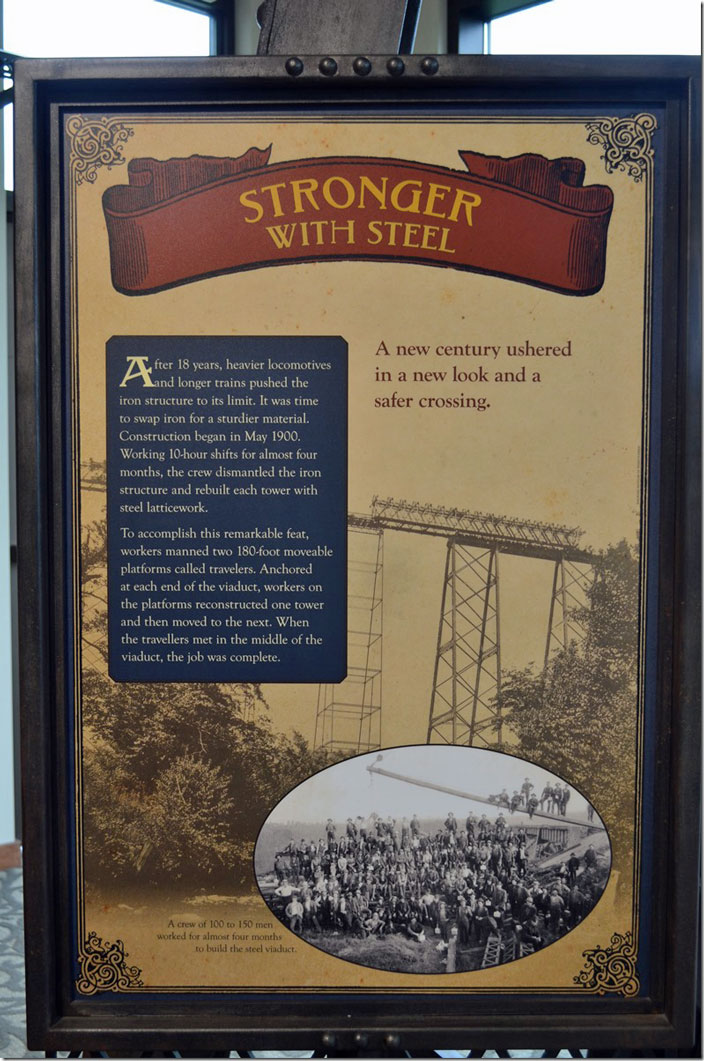 STRONGER
WITH STEEL
A new century ushered
in a new look and a
safer crossing.
After 18 years, heavier locomotives
and longer trains pushed the
iron structure to its limit. It was time
to swap iron for a sturdier material.
Construction began in May 1900.
Working 10-hour shifts for almost four
months, the crew dismantled the iron
structure and rebuilt each tower with
steel latticework.
To accomplish this remarkable feat,
workers manned two 180-foot moveable
platforms called travelers. Anchored
at each end of the viaduct, workers on
the platforms reconstructed one tower
and then moved to the next. When
the travellers met in the middle of the
viaduct, the job was complete.
A crew of 100 to 150 men
worked for almost four months
to build the steel viaduct.